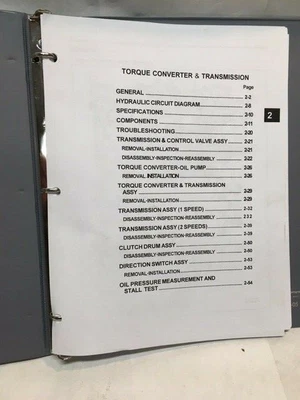 TORQUE CONVERTER & TRANSMISSION
Page
GENERAL 2-2
HYDRAULIC CIRCUIT DIAGRAM 2-6
SPECIFICATIONS 2-10
COMPONENTS 2-11
TROUBLESHOOTING 2-20
TRANSMISSION & CONTROL VALVE ASSY 2-21
REMOVAL·INSTALLATION 2-21
DISASSEMBLY·INSPECTION·REASSEMBLY 2-22
TORQUE CONVERTER·OIL PUMP 2-26
REMOVAL·INSTALLATION 2-26
TORQUE CONVERTER & TRANSMISSION
ASSY 2-29
REMOVAL·INSTALLATION 2-29
TRANSMISSION ASSY (1 SPEED) 2-32
DISASSEMBLY·INSPECTION·REASSEMBLY 2-32
TRANSMISSION ASSY (2 SPEEDS) 2-39
DISASSEMBLY·INSPECTION·REASSEMBLY 2-39
CLUTCH DRUM ASSY 2-50
DISASSEMBLY·INSPECTION·REASSEMBLY 2-50
DIRECTION SWITCH ASSY 2-53
REMOVAL·INSTALLATION 2-53
OIL PRESSURE MEASUREMENT AND
STALL TEST 2-54
2